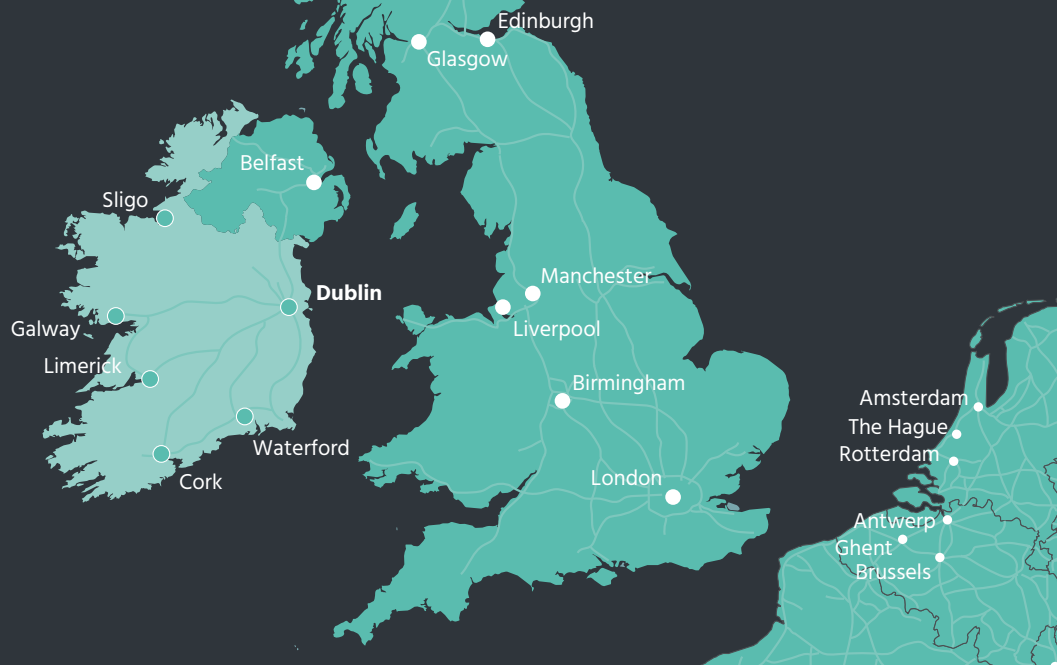 Edinburgh
Glasgow
Belfast
Sligo
Manchester
Dublin
Galway
Liverpool
Limerick
Birmingham
Amsterdam
The Hague
Waterford
Rotterdam
Cork
London
Antwerp
Ghent
Brussels